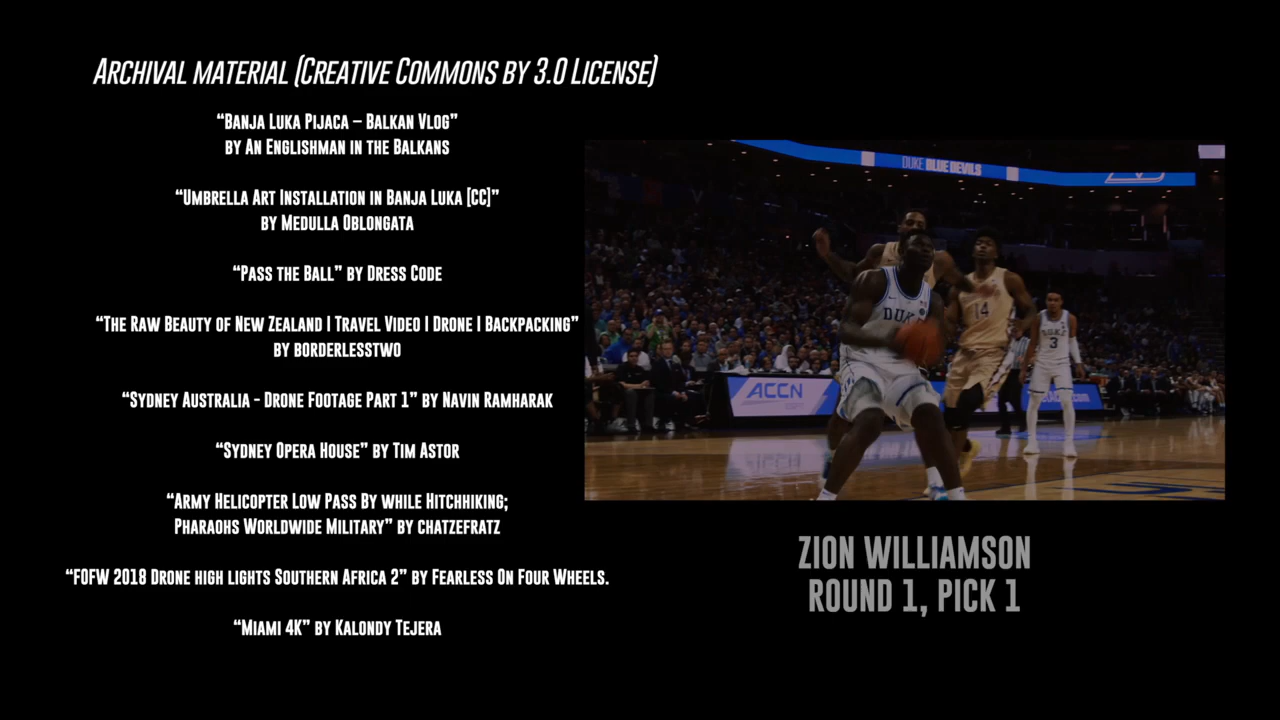 Archival material (Creative Commons by 3.0 License)
“Banja Luka Pijaca – Balkan Vlog”
by An Englishman in the Balkans
“Umbrella Art Installation in Banja Luka [CC]”
by Medulla Oblongata
“Pass the Ball” by Dress Code
“The Raw Beauty of New Zealand | Travel Video | Drone | Backpacking”
by borderlesstwo
“Sydney Australia - Drone Footage Part 1” by Navin Ramharak
“Sydney Opera House” by Tim Astor
“Army Helicopter Low Pass By while Hitchhiking;
Pharaohs Worldwide Military” by chatzefratz
“FOFW 2018 Drone high lights Southern Africa 2” by Fearless On Four Wheels.
“Miami 4K” by Kalondy Tejera
DUKE BLUE DEVILS
DUKE
14
DUKE
3
ACCN
ESPN
.com
ZION WILLIAMSON
ROUND 1, PICK 1